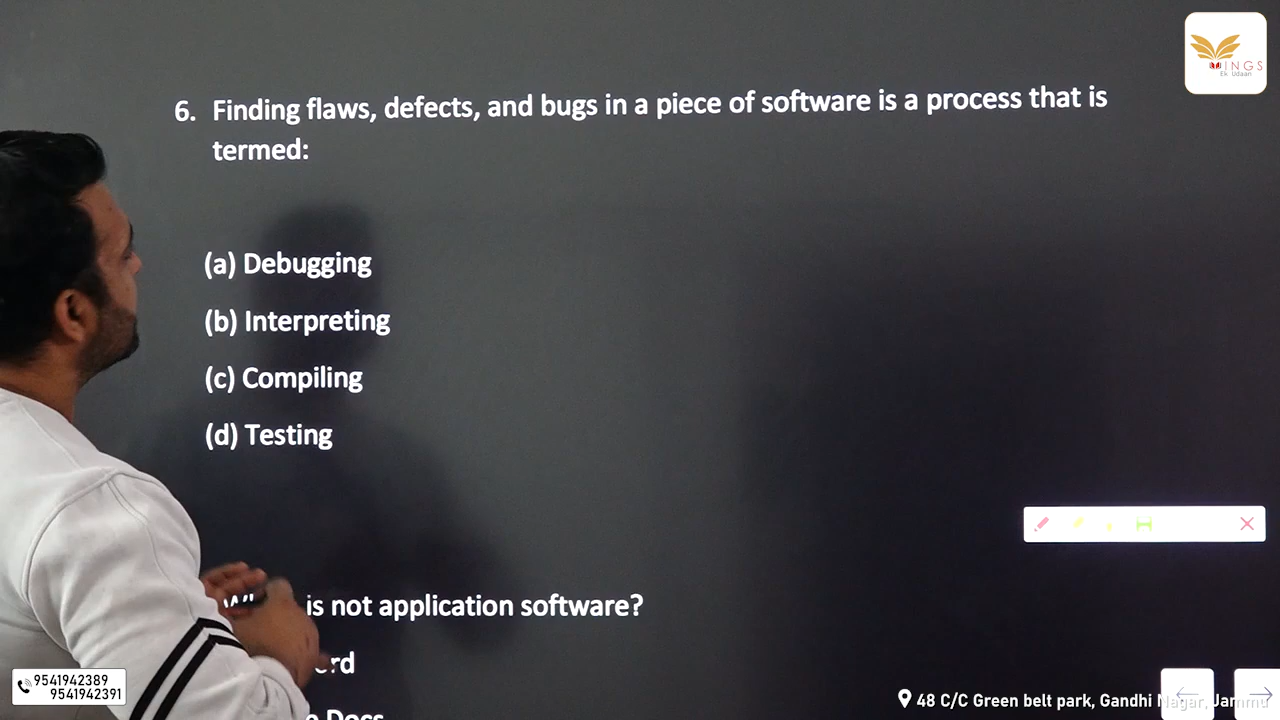 WINGS
Ek Udaan
6. Finding flaws, defects, and bugs in a piece of software is a process that is
termed:
(a) Debugging
(b) Interpreting
(c) Compiling
(d) Testing
is not application software?
9541942389
9541942391
48 C/C Green belt park, Gandhi Nagar, Jammu